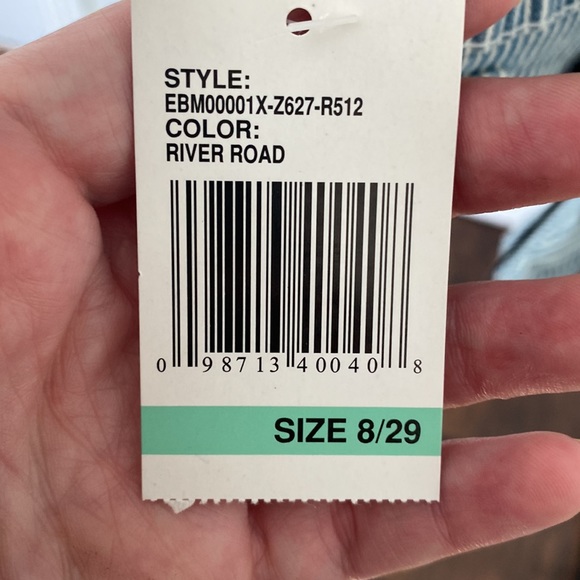 STYLE:
EBM00001X-Z627-R512
COLOR:
RIVER ROAD
0 98713 40040 8
SIZE 8/29